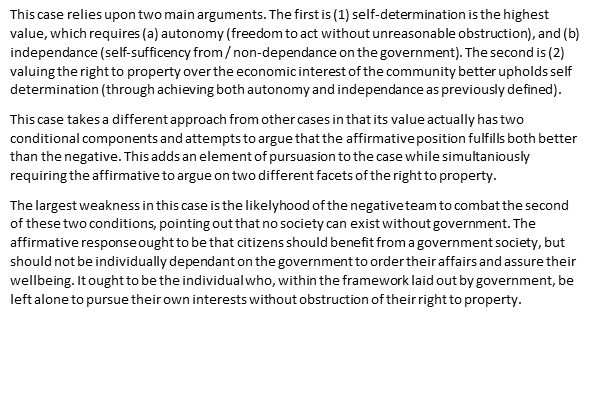 This case relies upon two main arguments. The first is (1) self-determination is the highest
value, which requires (a) autonomy (freedom to act without unreasonable obstruction), and (b)
independence (self-sufficency from / non-dependance on the government). The second is (2)
valuing the right to property over the economic interest of the community better upholds self
determination (through achieving both autonomy and independence as previously defined).
This case takes a different approach from other cases in that its value actually has two
conditional components and attempts to argue that the affirmative position fulfills both better
than the negative. This adds an element of pursuasion to the case while simultaniously
requiring the affirmative to argue on two different facets of the right to property.
The largest weakness in this case is the likelyhood of the negative team to combat the second
of these two conditions, pointing out that no society can exist without government. The
affirmative response ought to be that citizens should benefit from a government society, but
should not be individually dependant on the government to order their affairs and assure their
wellbeing. It ought to be the individual who, within the framework laid out by government, be
left alone to pursue their own interests without obstruction of their right to property.